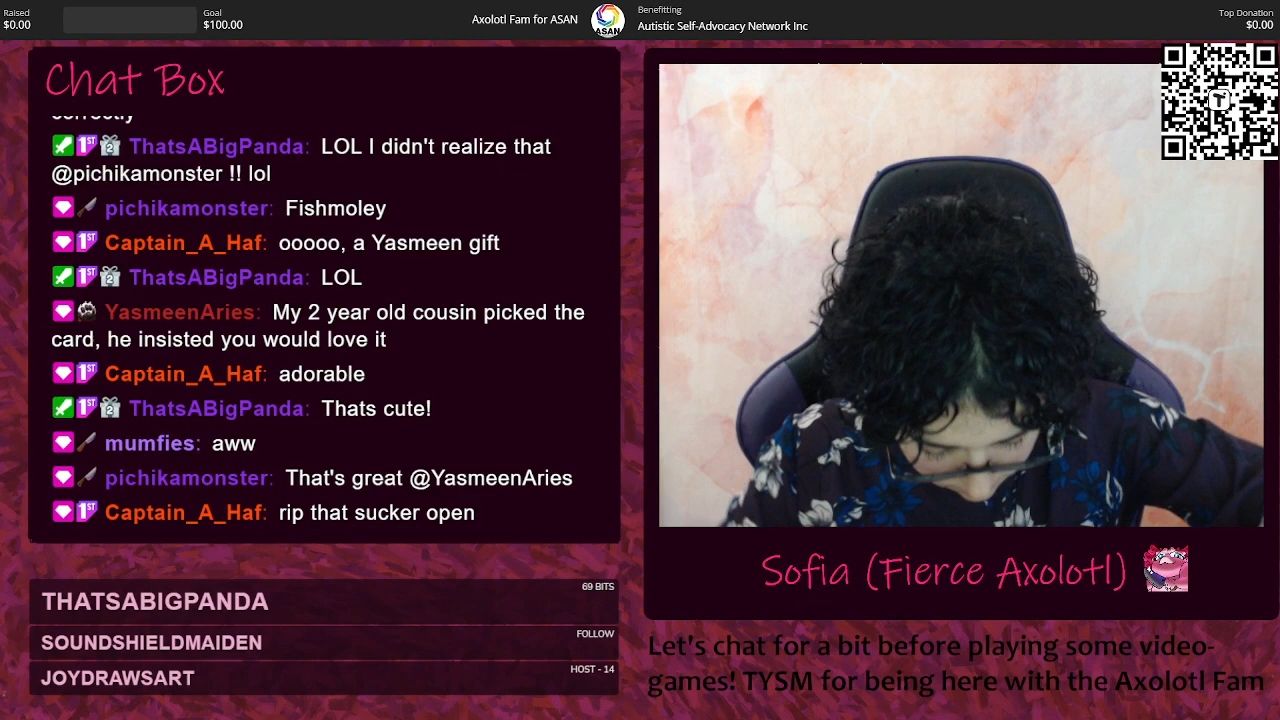 Raised
$0.00
Goal
$100.00
Axolotl Fam for ASAN
ASAN
Benefitting
Autistic Self-Advocacy Network Inc
Top Donation
$0.00
Chat Box
correctly
ThatsABigPanda: LOL I didn't realize that
@pichikamonster !! lol
pichikamonster: Fishmoley
Captain_A_Haf: ooooo, a Yasmeen gift
ThatsABigPanda: LOL
YasmeenAries: My 2 year old cousin picked the
card, he insisted you would love it
Captain_A_Haf: adorable
ThatsABigPanda: Thats cute!
mumfies: aww
pichikamonster: That's great @YasmeenAries
Captain_A_Haf: rip that sucker open
THATSABIGPANDA
69 BITS
SOUNDSHIELDMAIDEN
FOLLOW
JOYDRAWSART
HOST - 14
Sofia (Fierce Axolotl)
Let's chat for a bit before playing some video-
games! TYSM for being here with the Axolotl Fam